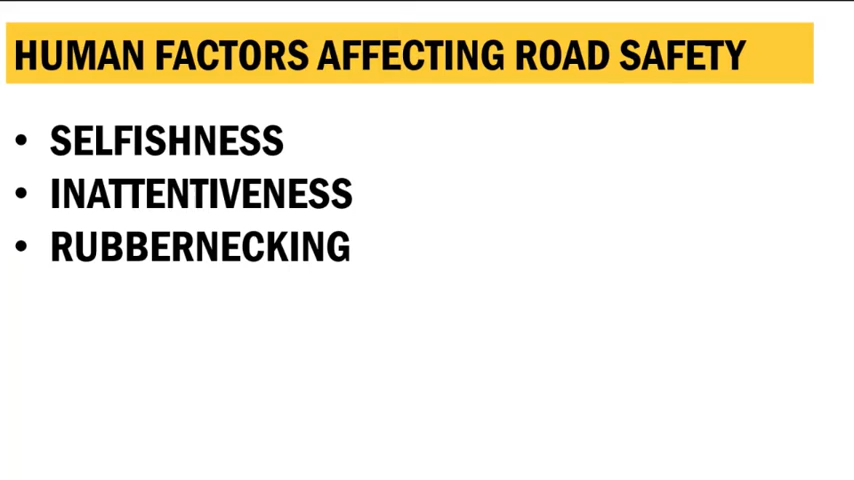 HUMAN FACTORS AFFECTING ROAD SAFETY
• SELFISHNESS
• INATTENTIVENESS
• RUBBERNECKING